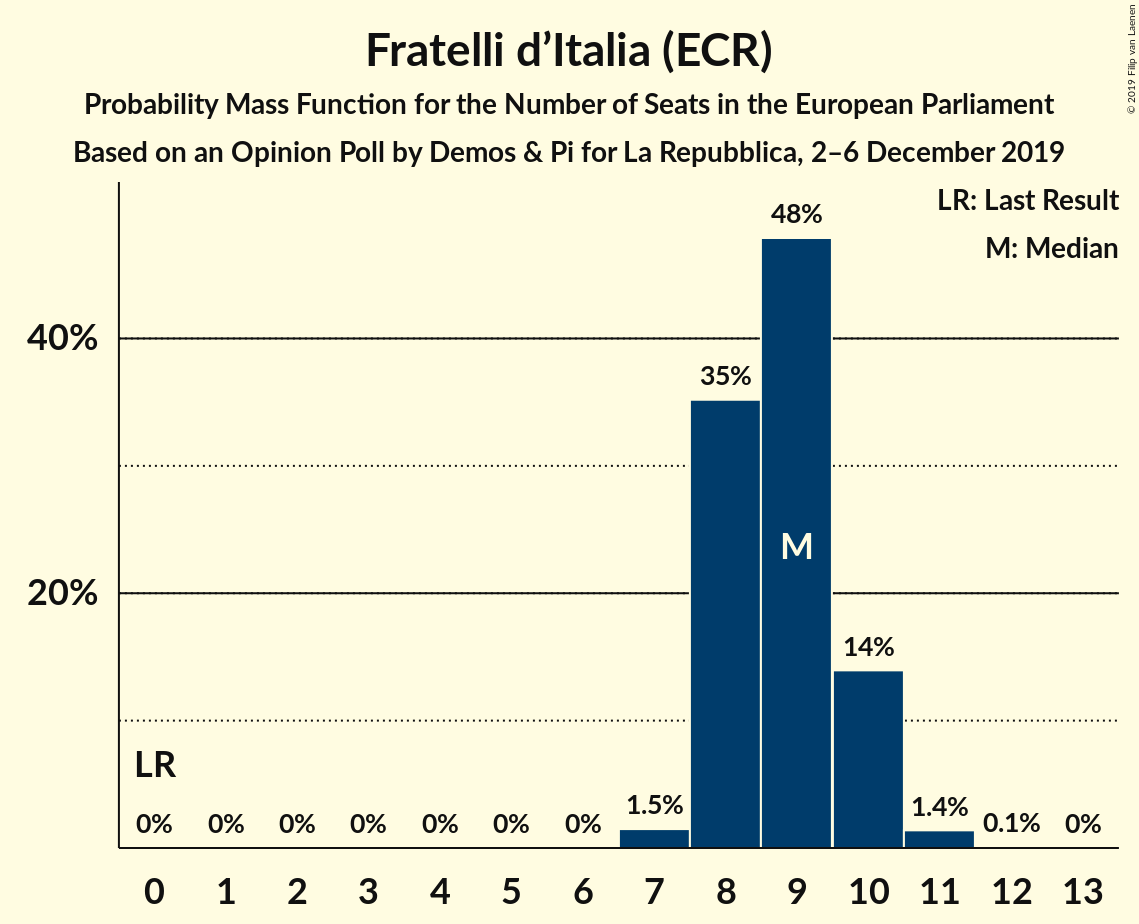 Fratelli d’Italia (ECR)
Probability Mass Function for the Number of Seats in the European Parliament
Based on an Opinion Poll by Demos & Pi for La Repubblica, 2–6 December 2019
© 2019 Filip van Laenen
LR: Last Result
M: Median
48%
40%
35%
M
20%
14%
LR
0% 0% 0% 0% 0% 0% 0% 1.5% 1.4% 0.1% 0%
0 1 2 3 4 5 6 7 8 9 10 11 12 13